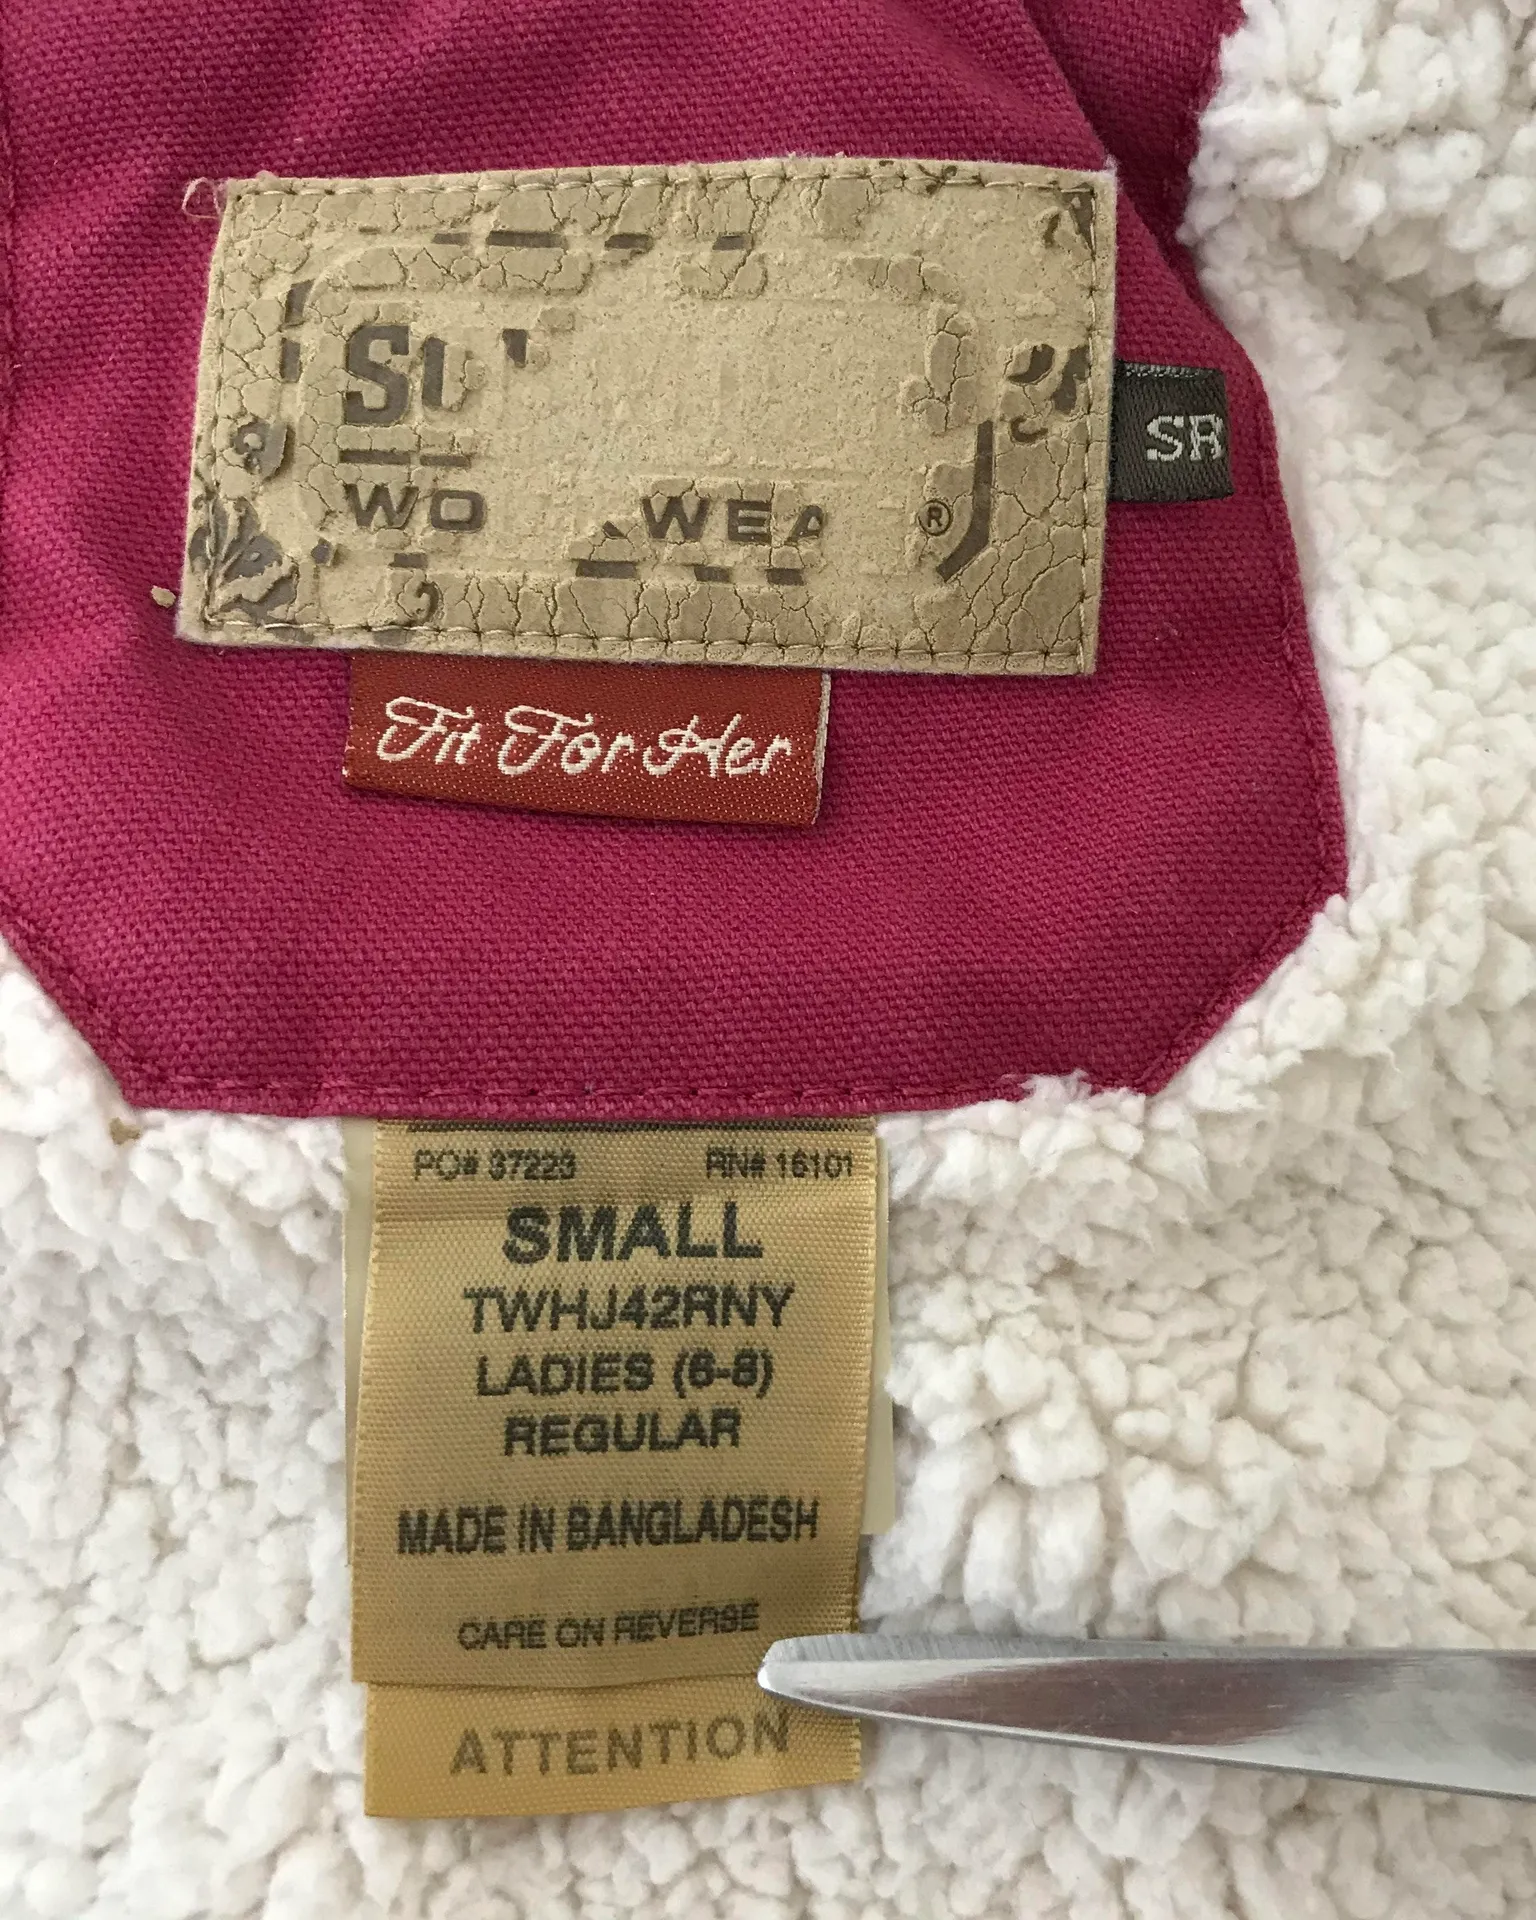 SR
WO WEA ®
Fit For Her
PO# 37223 RN# 16101
SMALL
TWHJ42RNY
LADIES (6-8)
REGULAR
MADE IN BANGLADESH
CARE ON REVERSE
ATTENTION